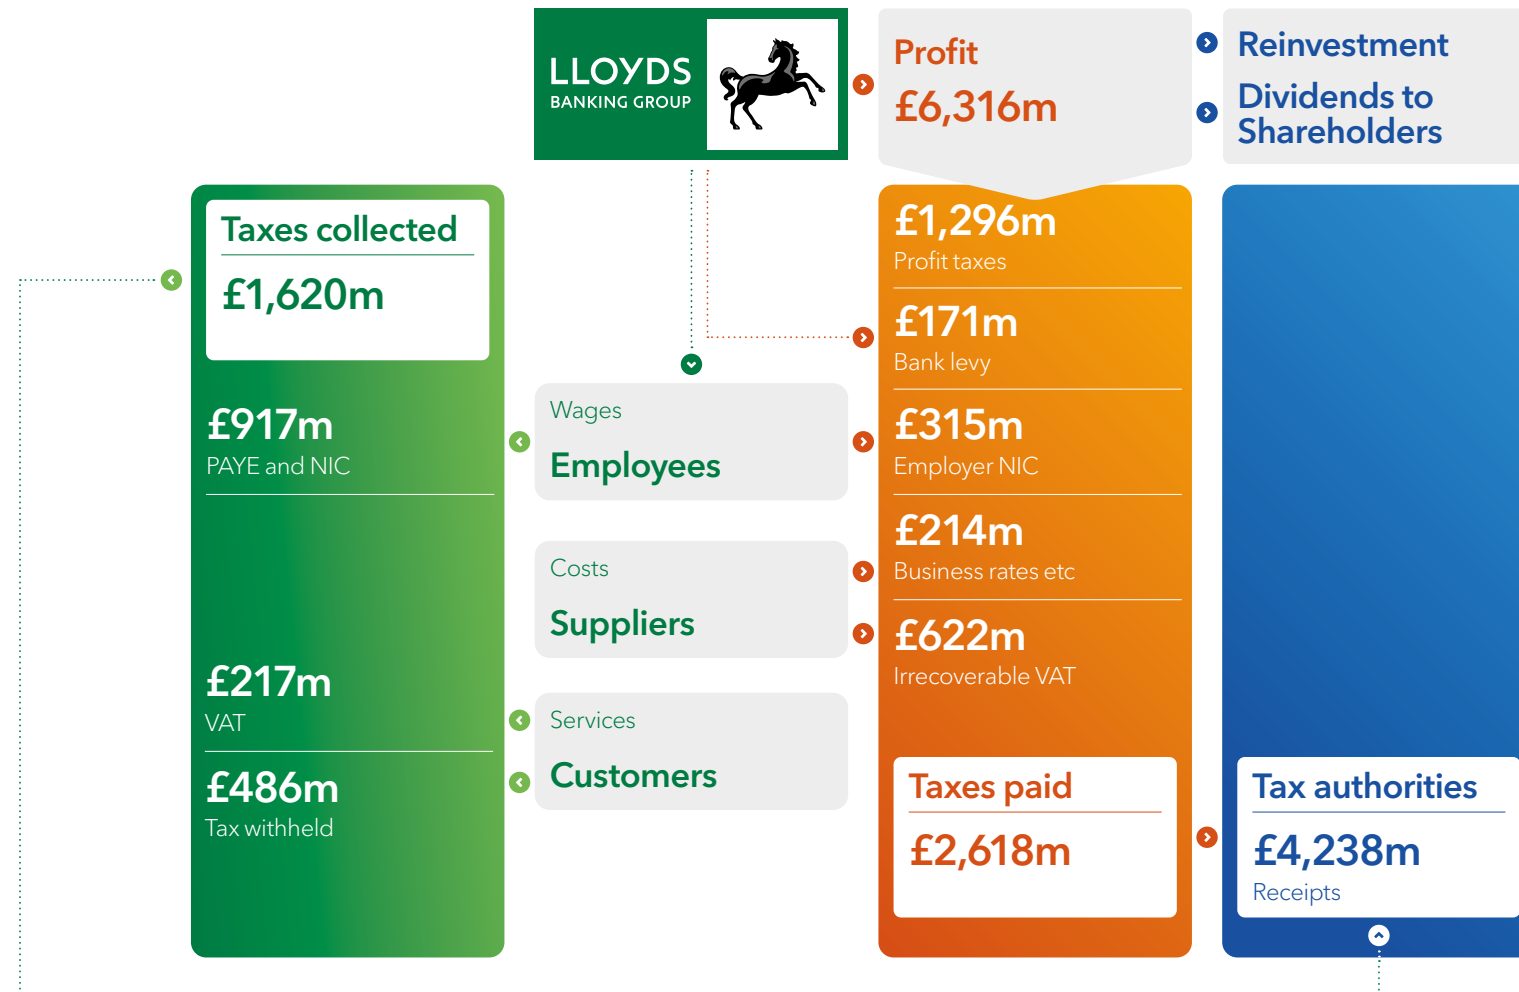 LLOYDS
BANKING GROUP
Profit
£6,316m
Reinvestment
Dividends to
Shareholders
Taxes collected
£1,620m
£917m
PAYE and NIC
£217m
VAT
£486m
Tax withheld
Wages
Employees
Costs
Suppliers
Services
Customers
£1,296m
Profit taxes
£171m
Bank levy
£315m
Employer NIC
£214m
Business rates etc
£622m
Irrecoverable VAT
Taxes paid
£2,618m
Tax authorities
£4,238m
Receipts